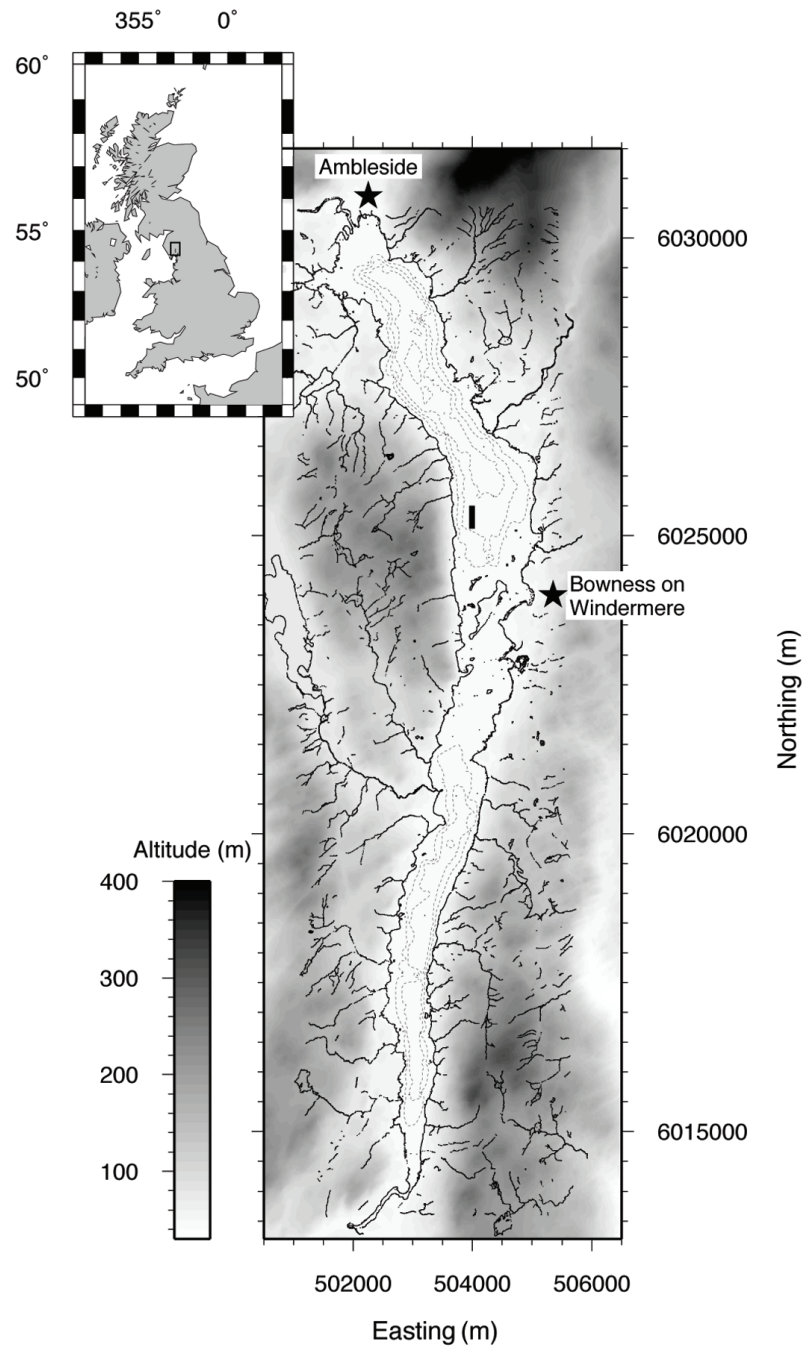 355˚ 0˚
60˚
55˚
50˚
Ambleside
6030000
6025000
Bowness on
Windermere
Northing (m)
6020000
Altitude (m)
400
300
200
100
6015000
502000 504000 506000
Easting (m)